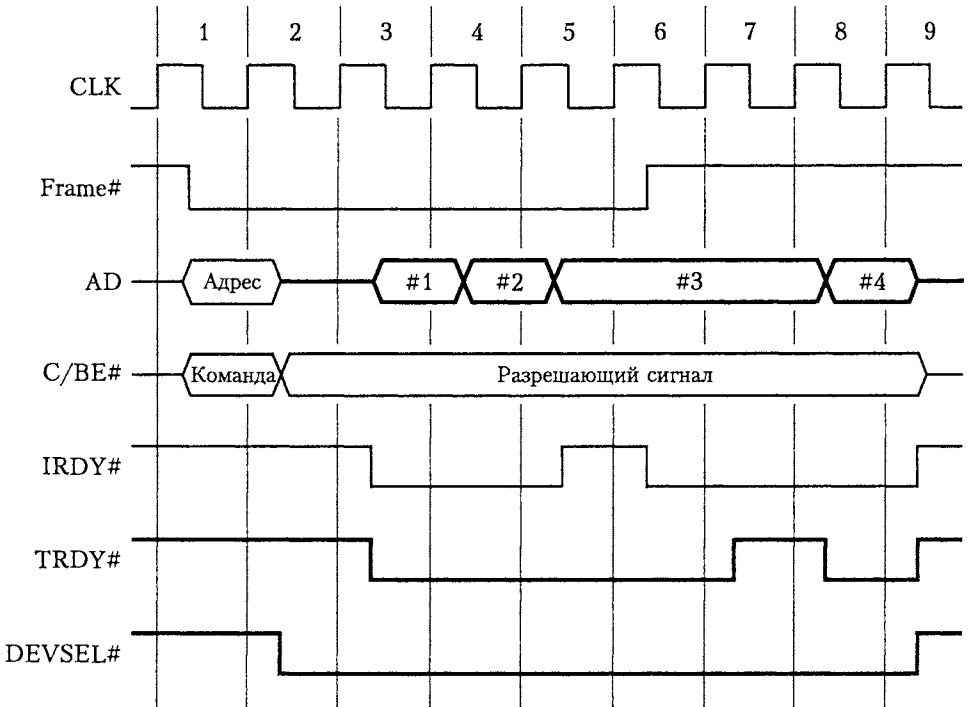 1 2 3 4 5 6 7 8 9
CLK
Frame#
AD Адрес #1 #2 #3 #4
C/BE# Команда Разрешающий сигнал
IRDY#
TRDY#
DEVSEL#